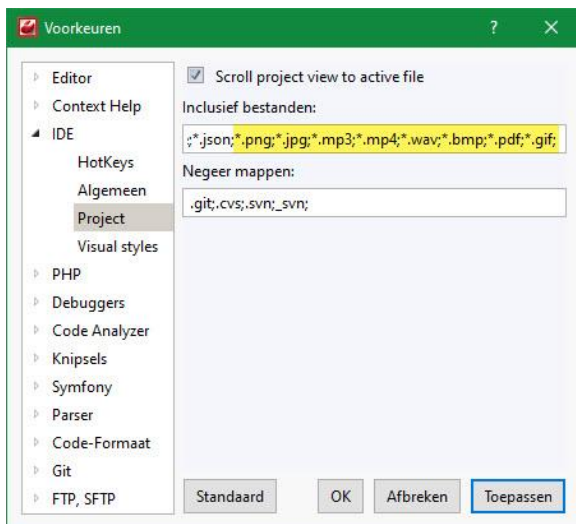 Voorkeuren
?
Editor
Context Help
IDE
HotKeys
Algemeen
Project
Visual styles
PHP
Debuggers
Code Analyzer
Knipsels
Symfony
Parser
Code-Formaat
Git
FTP, SFTP
Scroll project view to active file
Inclusief bestanden:
;*.json;*.png;*.jpg;*.mp3;*.mp4;*.wav;*.bmp;*.pdf;*.gif;
Negeer mappen:
.git;.cvs;.svn;_svn;
Standaard
OK
Afbreken
Toepassen